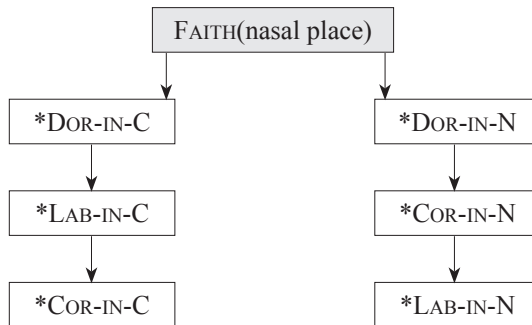 FAITH(nasal place)
*DOR-IN-C
*DOR-IN-N
*LAB-IN-C
*COR-IN-N
*COR-IN-C
*LAB-IN-N